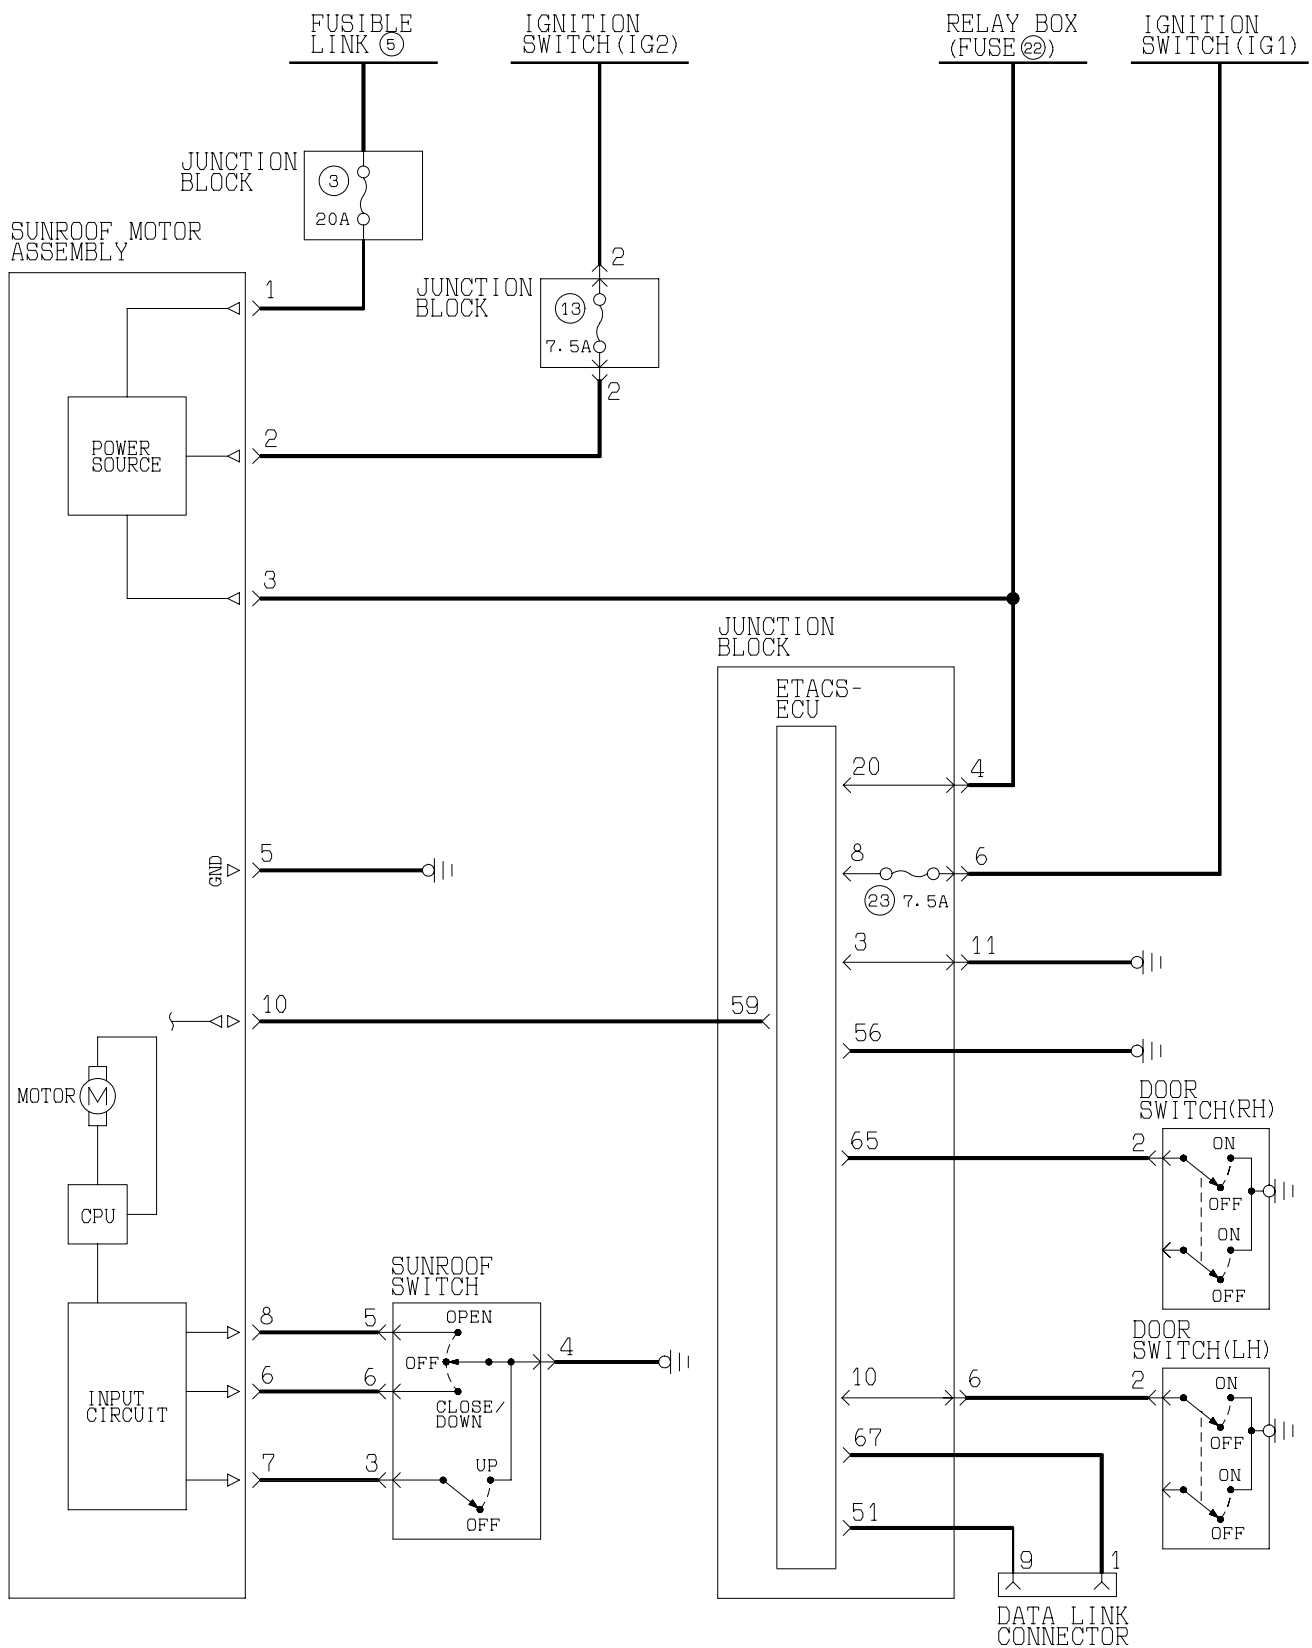 FUSIBLE
LINK 5
IGNITION
SWITCH(IG2)
RELAY BOX
(FUSE 22)
IGNITION
SWITCH(IG1)
JUNCTION
BLOCK
3
20A
SUNROOF MOTOR
ASSEMBLY
1
2
JUNCTION
BLOCK
13
7.5A
2
POWER
SOURCE
2
3
JUNCTION
BLOCK
ETACS-
ECU
20
4
GND
5
8
6
23
7.5A
3
11
10
59
56
MOTOR
M
DOOR
SWITCH(RH)
65
2
ON
OFF
ON
OFF
CPU
SUNROOF
SWITCH
8
5
OPEN
OFF
4
6
6
CLOSE/
DOWN
INPUT
CIRCUIT
7
3
UP
OFF
DOOR
SWITCH(LH)
10
6
2
ON
OFF
ON
OFF
67
51
9
1
DATA LINK
CONNECTOR